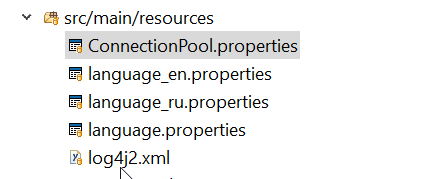 src/main/resources
ConnectionPool.properties
language_en.properties
language_ru.properties
language.properties
log4j2.xml